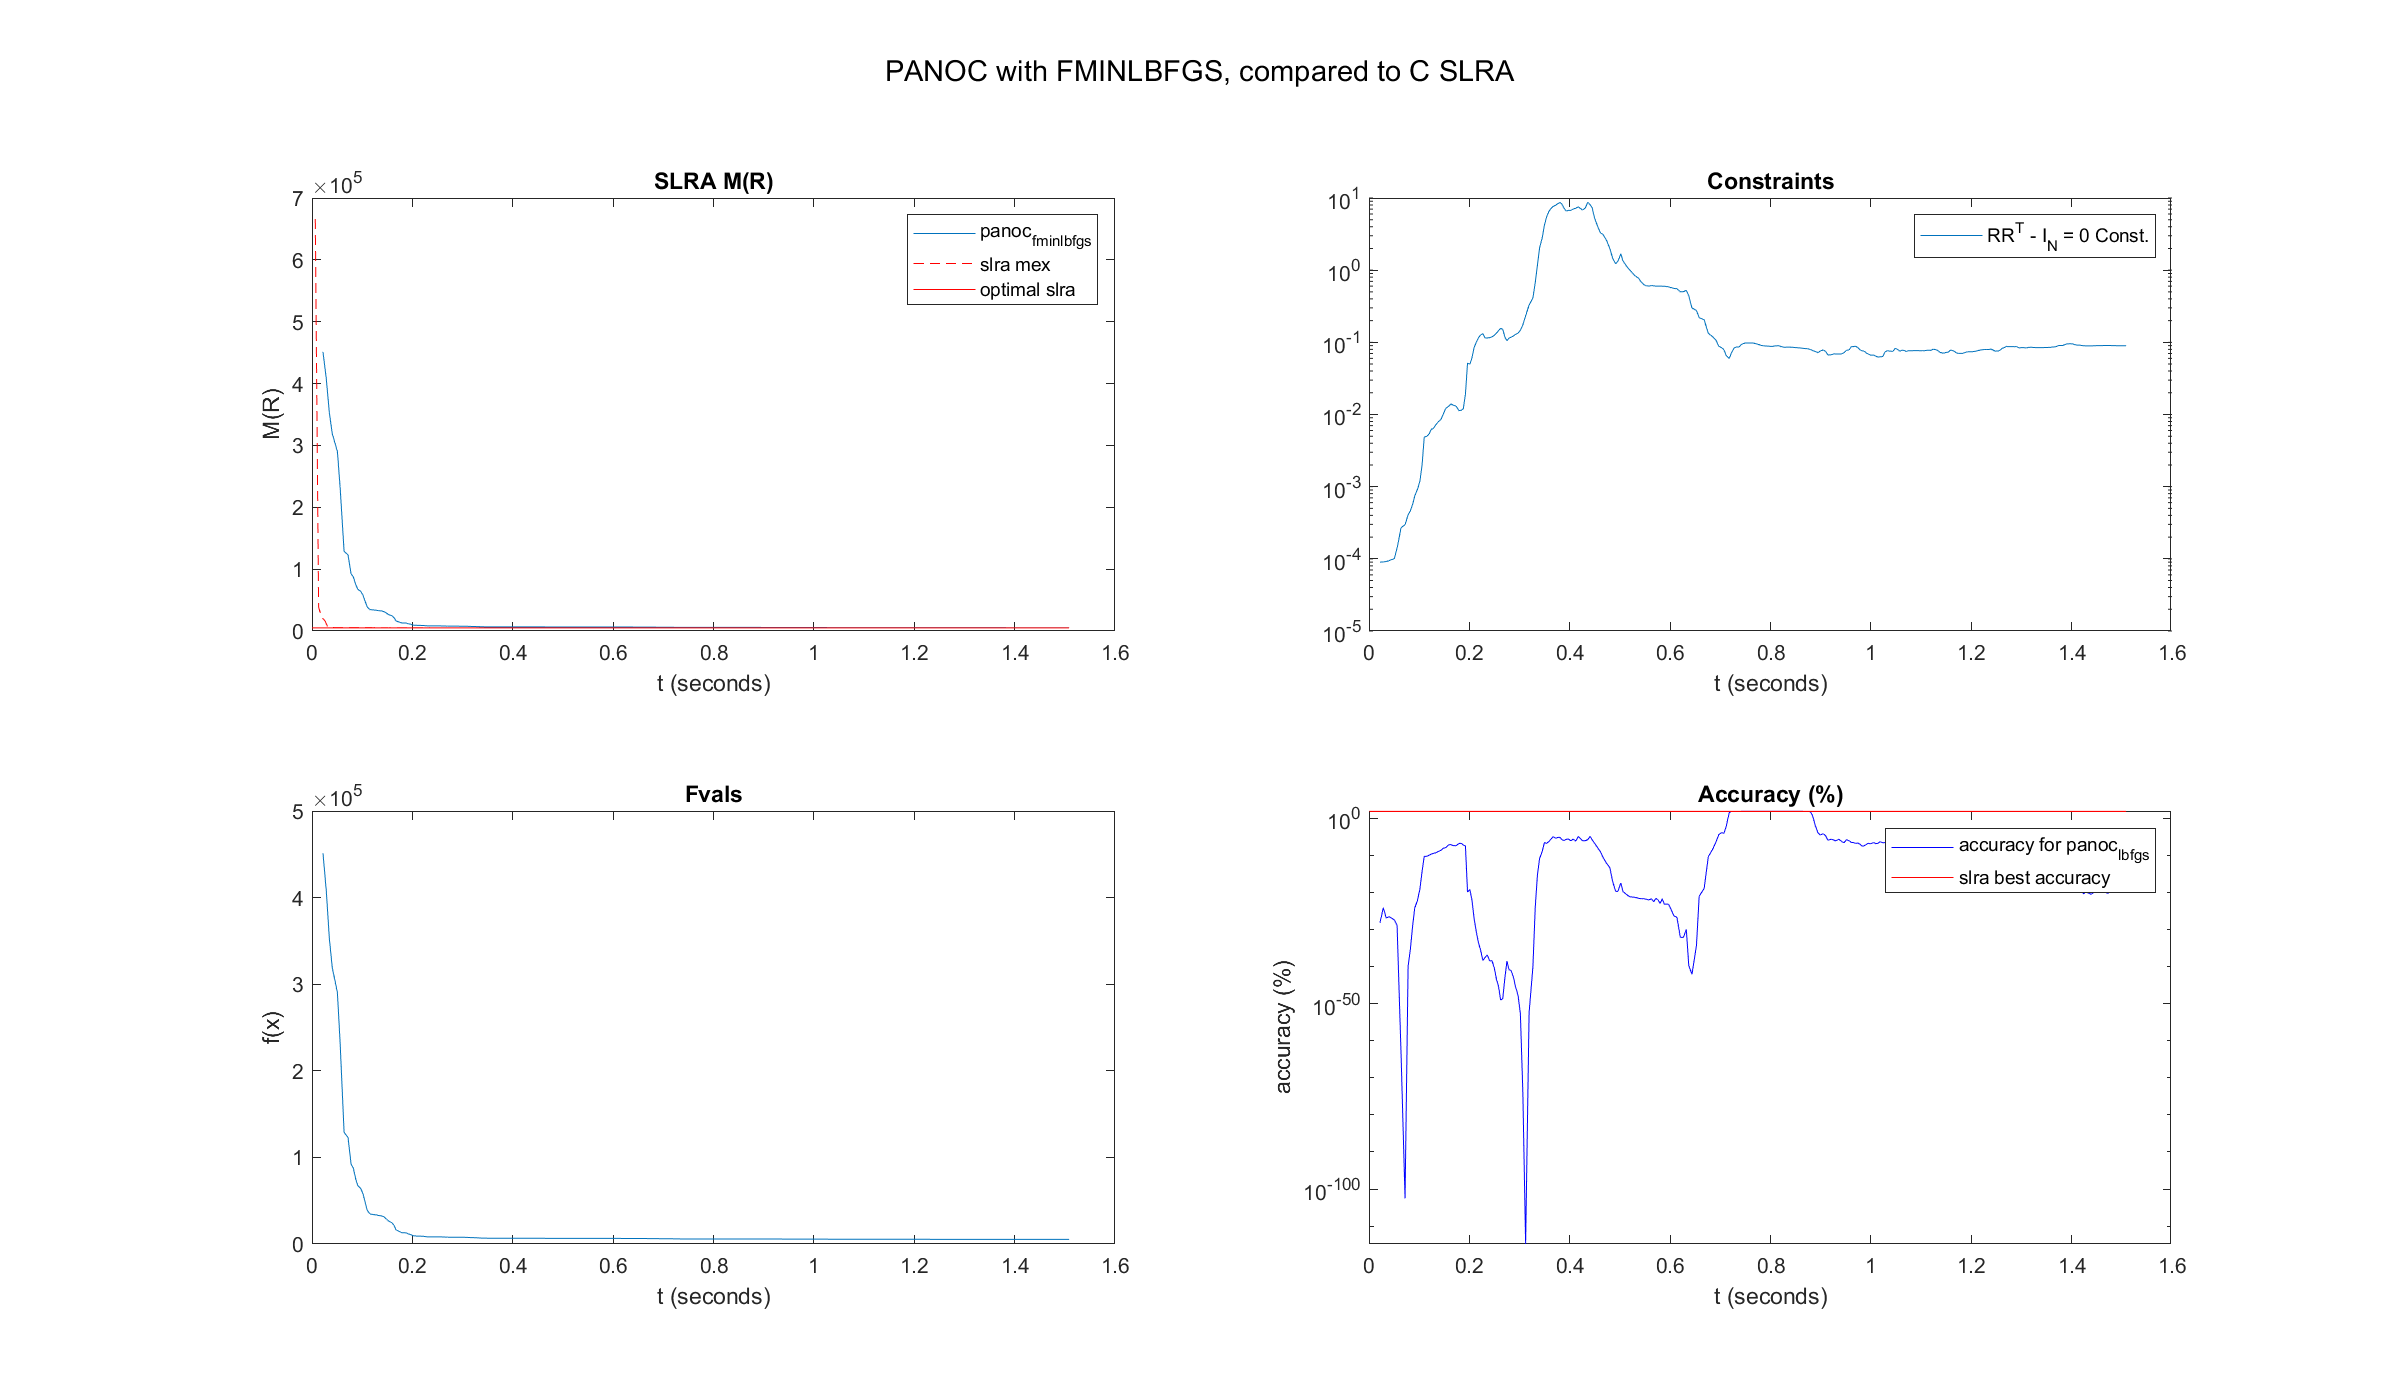 PANOC with FMINLBFGS, compared to C SLRA
SLRA M(R)
×10^5
7
6
5
4
3
2
1
0
M(R)
panoc_fminlbfgs
slra mex
optimal slra
0 0.2 0.4 0.6 0.8 1 1.2 1.4 1.6
t (seconds)
Constraints
10^1
10^0
10^-1
10^-2
10^-3
10^-4
10^-5
RR^T - I_N = 0 Const.
0 0.2 0.4 0.6 0.8 1 1.2 1.4 1.6
t (seconds)
Fvals
×10^5
5
4
3
2
1
0
f(x)
0 0.2 0.4 0.6 0.8 1 1.2 1.4 1.6
t (seconds)
Accuracy (%)
10^0
10^-50
10^-100
accuracy (%)
accuracy for panoc_lbfgs
slra best accuracy
0 0.2 0.4 0.6 0.8 1 1.2 1.4 1.6
t (seconds)